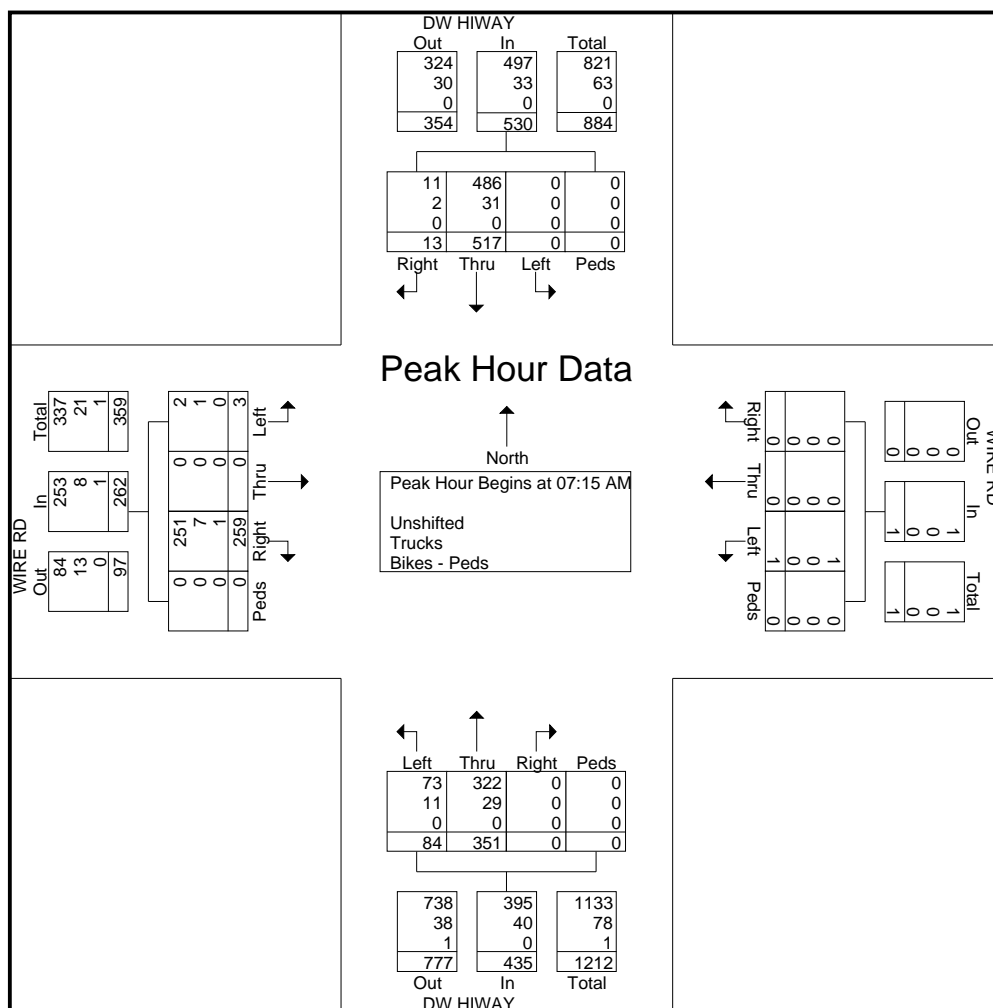 DW HIWAY
Out In Total
324 497 821
30 33 63
0 0 0
354 530 884
11 486 0 0
2 31 0 0
0 0 0 0
13 517 0 0
Right Thru Left Peds
Peak Hour Data
North
Peak Hour Begins at 07:15 AM
Unshifted
Trucks
Bikes - Peds
WIRE RD
Out In Total
84 253 337
13 8 21
0 1 1
97 262 359
Left Thru Right Peds
2 0 251 0
1 0 7 0
0 0 1 0
3 0 259 0
WIRE RD
Out In Total
0 1 1
0 0 0
0 0 0
0 1 1
Right Thru Left Peds
0 0 1 0
0 0 0 0
0 0 0 0
0 0 1 0
Left Thru Right Peds
73 322 0 0
11 29 0 0
0 0 0 0
84 351 0 0
738 395 1133
38 40 78
1 0 1
777 435 1212
Out In Total
DW HIWAY